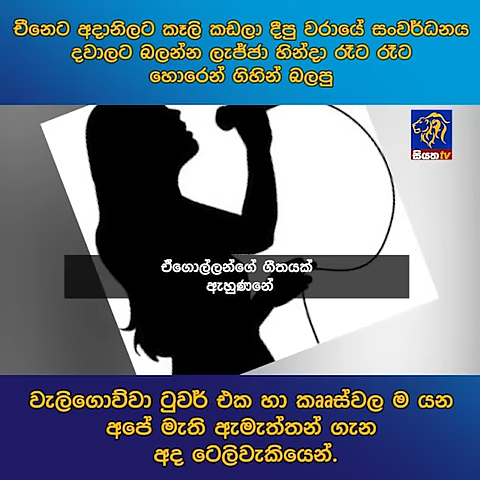 චීනෙට අදානිලට කෑලි කඩලා දීපු වරායේ සංවර්ධනය
දවාලට බලන්න ලැජ්ජා හින්දා රෑට රෑට
හොරෙන් ගිහින් බලපු
සියත tv
ඒගොල්ලන්ගේ ගීතයක්
ඇහුණනේ
වැලිගොව්වා ටුවර් එක හා කෲස්වල ම යන
අපේ මැති ඇමැත්තන් ගැන
අද ටෙලිවැකියෙන්.